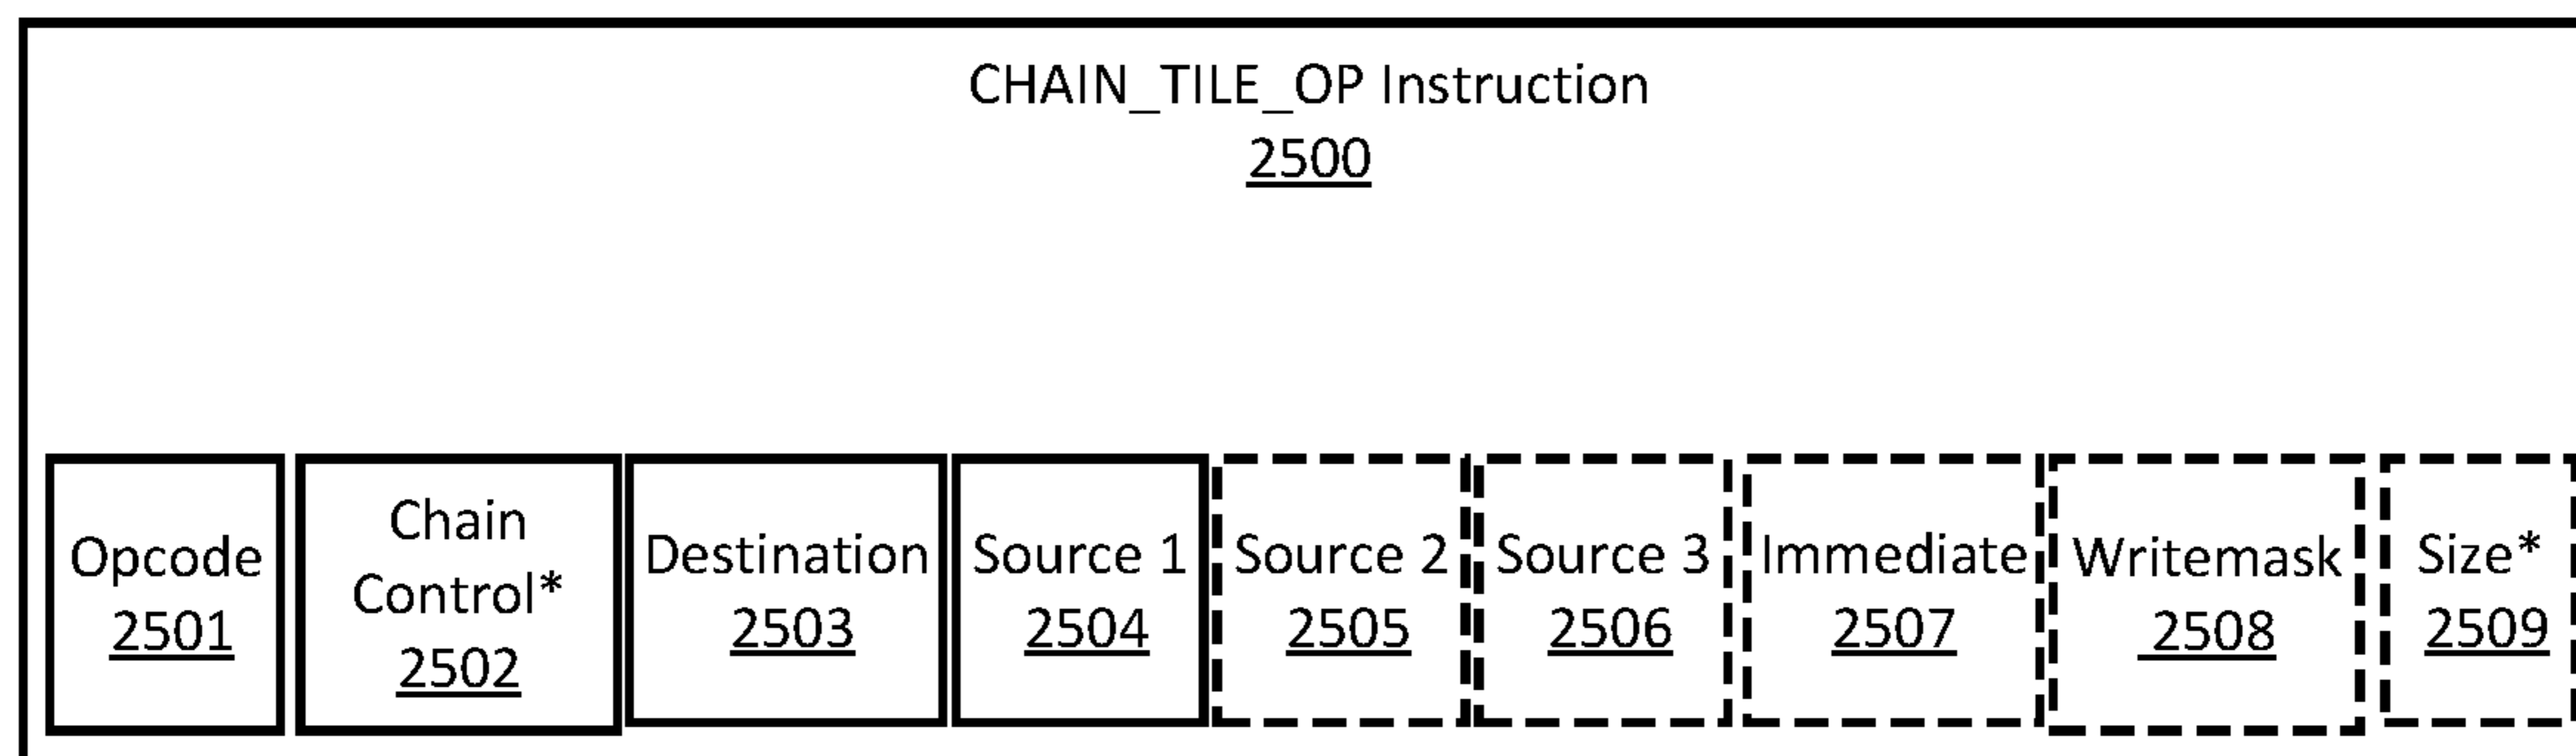 CHAIN_TILE_OP Instruction
2500
Opcode
2501
Chain
Control*
2502
Destination
2503
Source 1
2504
Source 2
2505
Source 3
2506
Immediate
2507
Writemask
2508
Size*
2509